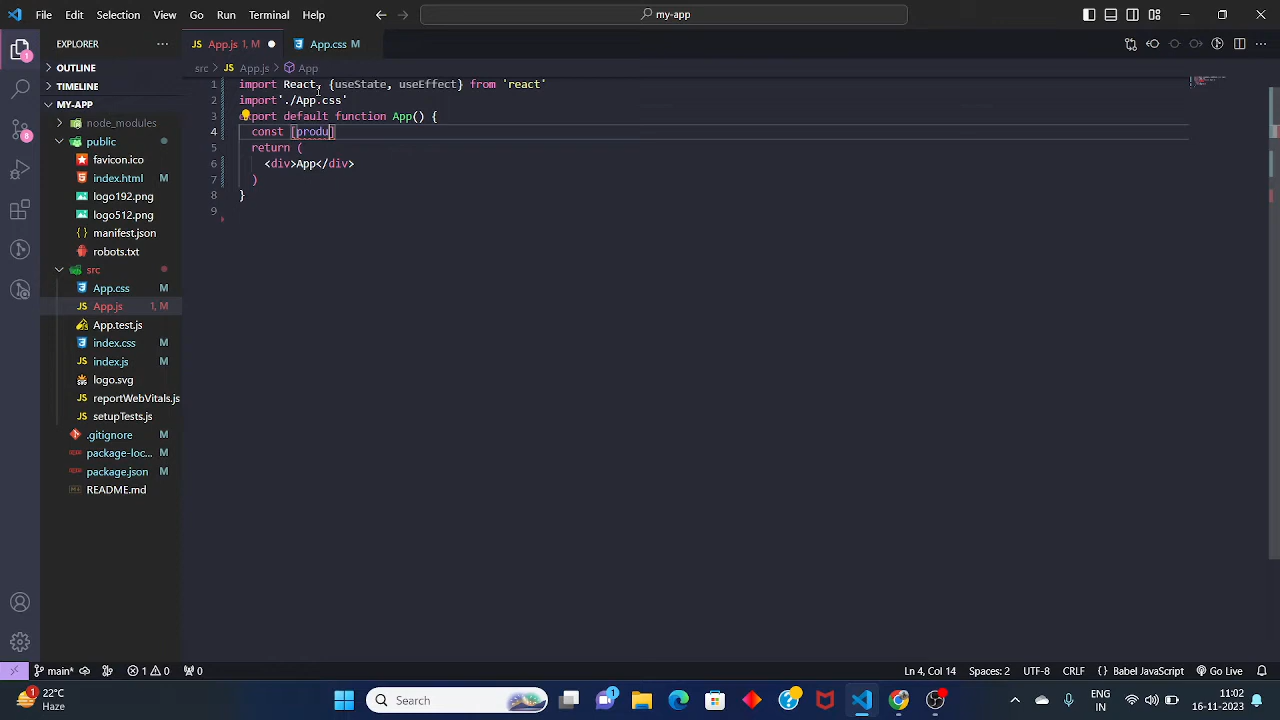 File Edit Selection View Go Run Terminal Help
my-app
EXPLORER
JS App.js 1, M
App.css M
OUTLINE
TIMELINE
MY-APP
node_modules
public
favicon.ico
index.html M
logo192.png
logo512.png
manifest.json
robots.txt
src
App.css M
JS App.js 1, M
App.test.js
index.css M
JS index.js M
logo.svg
reportWebVitals.js
JS setupTests.js
.gitignore M
package-loc... M
package.json M
README.md
src > JS App.js > App
1 import React, {useState, useEffect} from 'react'
2 import'./App.css'
3 export default function App() {
4 const [produ]
5 return (
6 <div>App</div>
7 )
8 }
9
main* 1 0 0
Ln 4, Col 14 Spaces: 2 UTF-8 CRLF {} Babel JavaScript Go Live
1
22°C
Haze
Search
1
ENG
IN
11:02
16-11-2023